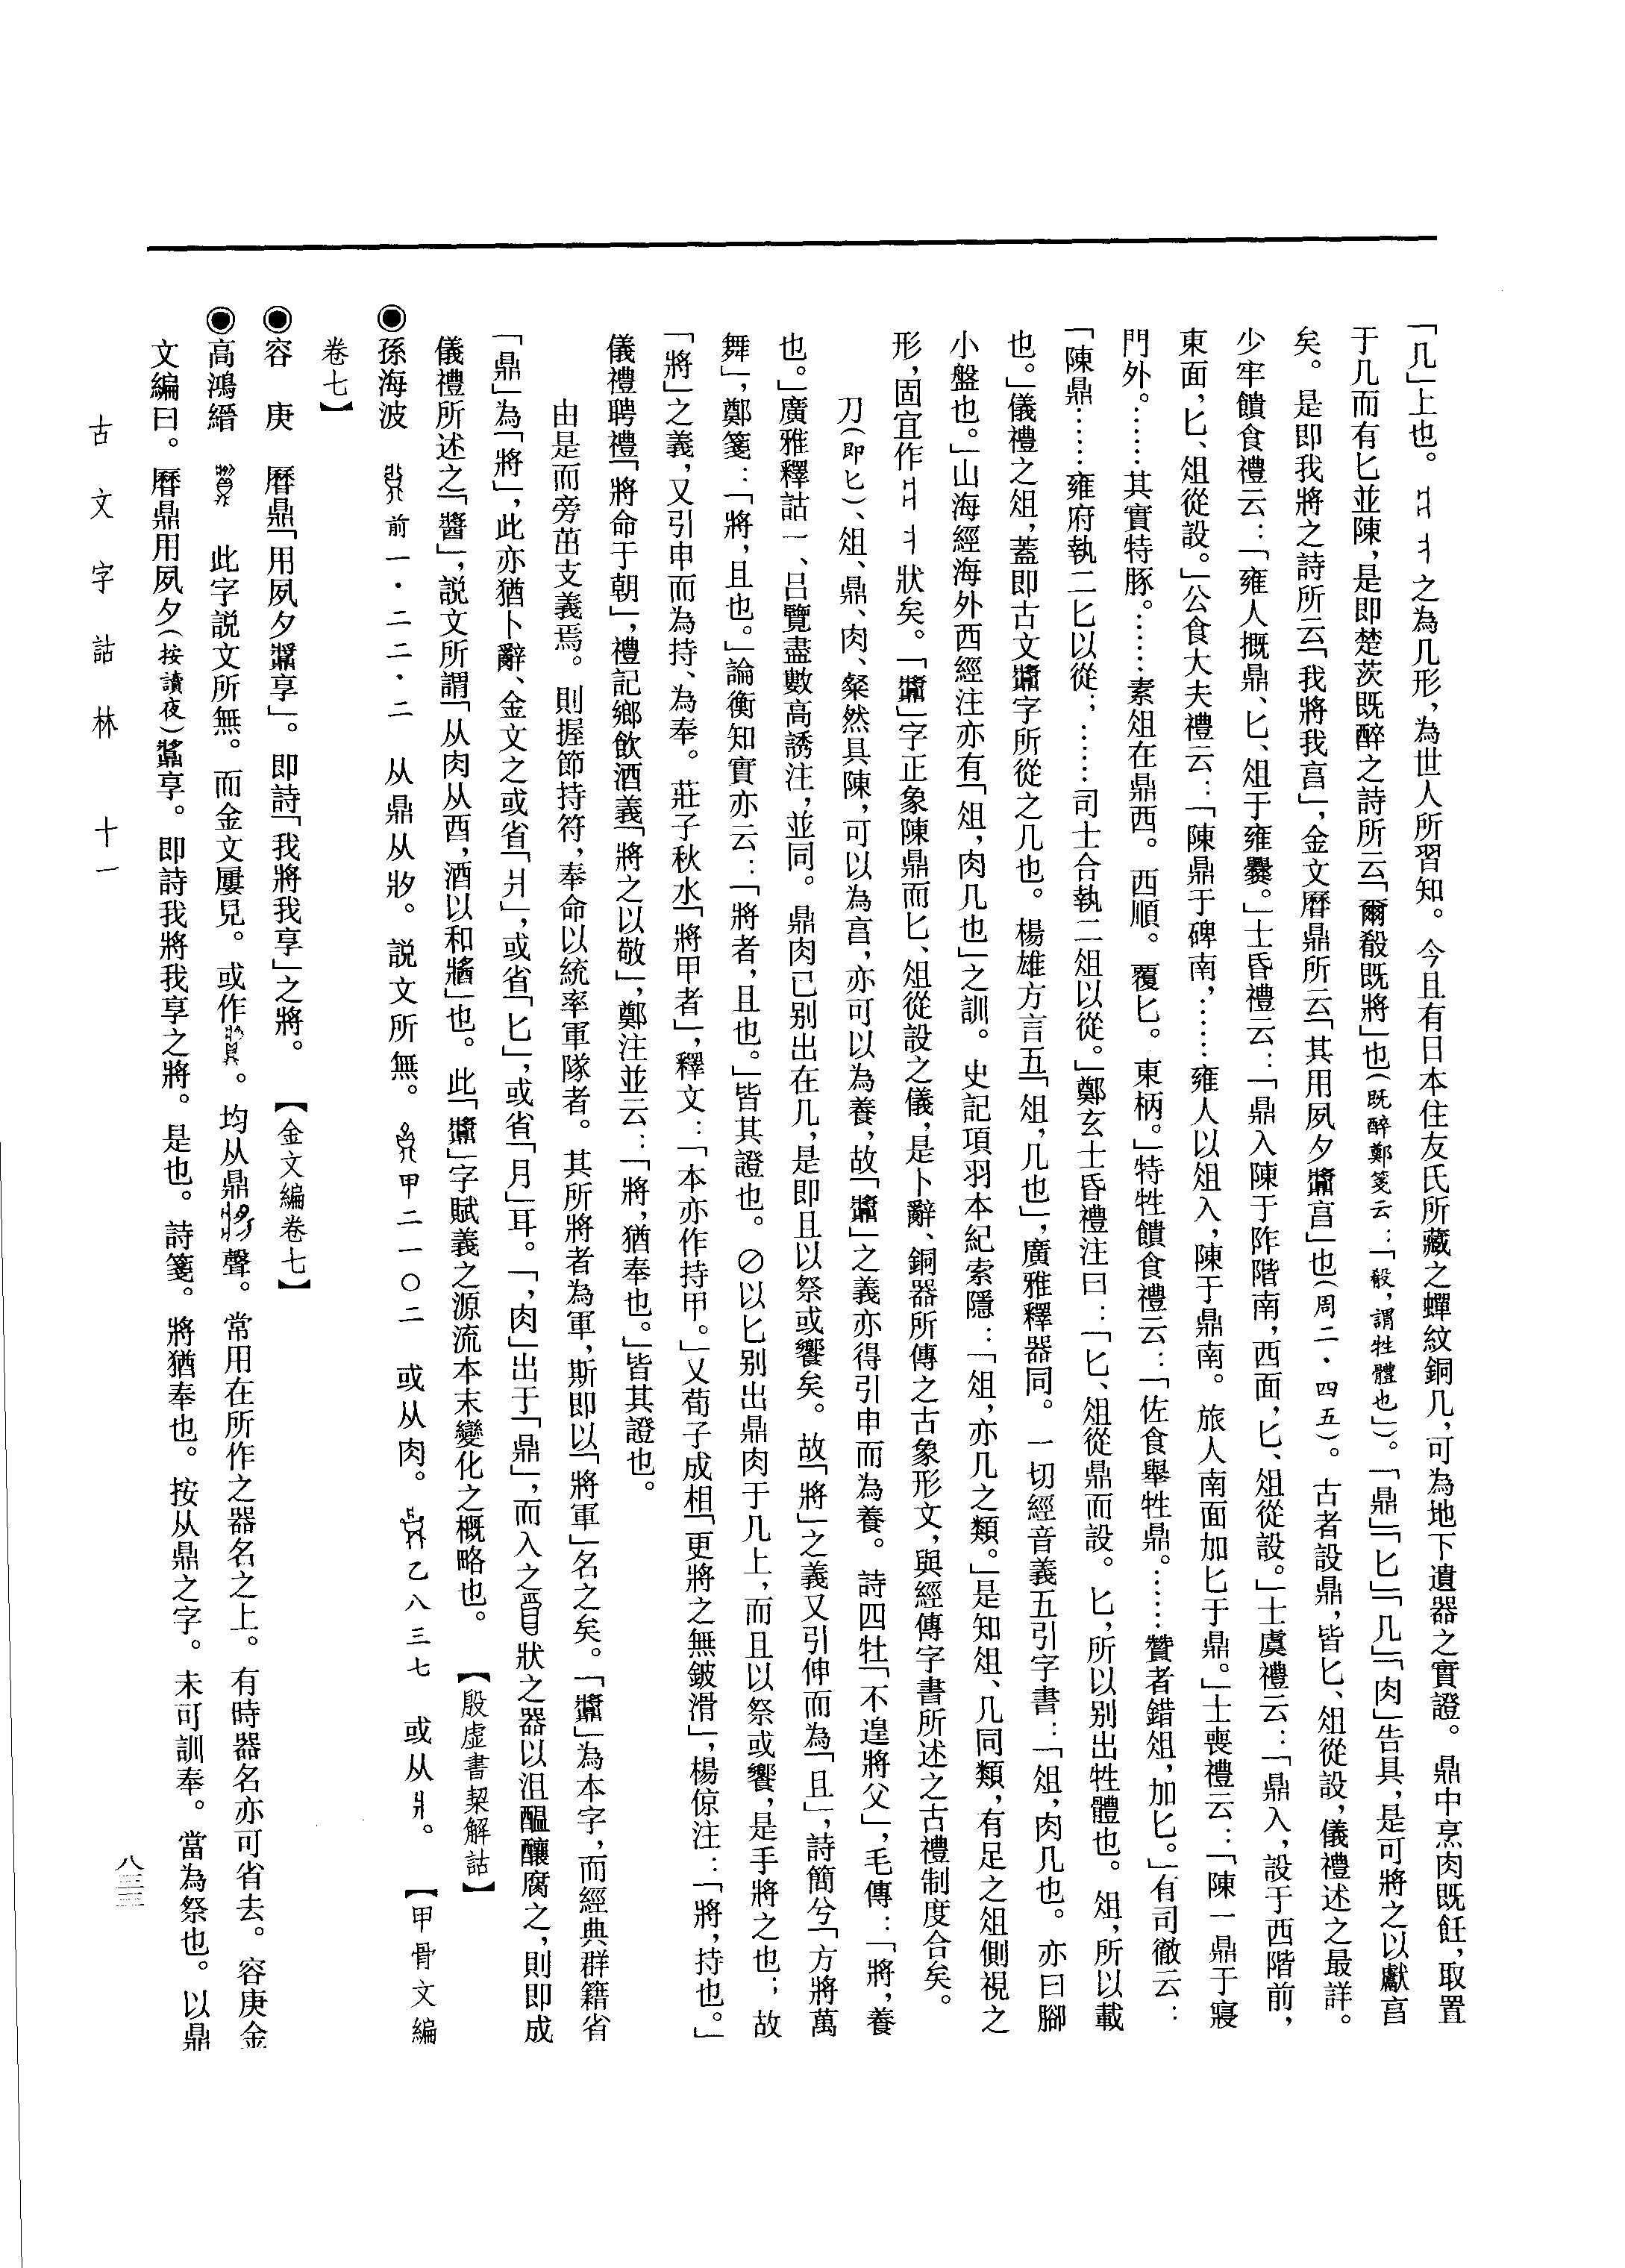 「几」上也。之為几形，為世人所習知。今且有日本住友氏所藏之蟬紋銅几，可為地下遺器之實證。鼎中烹肉既飪，取置
于几而有匕並陳，是即楚茨既醉之詩所云「爾殽既將」也（既醉鄭箋云：「殽，謂牲體也」）。「鼎」「匕」「几」「肉」告具，是可將之以獻亯
矣。是即我將之詩所云「我將我亯」，金文曆鼎所云「其用夙夕䵼亯」也（周二·四五）。古者設鼎，皆匕、俎從設，儀禮述之最詳。
少牢饋食禮云：「雍人摡鼎、匕、俎于雍爨。」士昏禮云：「鼎入陳于阼階南，西面，匕、俎從設。」士虞禮云：「鼎入，設于西階前，
東面，匕、俎從設。」公食大夫禮云：「陳鼎于碑南，……雍人以俎入，陳于鼎南。旅人南面加匕于鼎。」士喪禮云：「陳一鼎于寢
門外。……其實特豚。……素俎在鼎西。西順。覆匕。東柄。」特牲饋食禮云：「佐食舉牲鼎。……贊者錯俎，加匕。」有司徹云：
「陳鼎……雍府執二匕以從；……司士合執二俎以從。」鄭玄士昏禮注曰：「匕、俎從鼎而設。匕，所以别出牲體也。俎，所以載
也。」儀禮之俎，蓋即古文䵼字所從之几也。楊雄方言五「俎，几也」，廣雅釋器同。一切經音義五引字書：「俎，肉几也。亦曰腳
小盤也。」山海經海外西經注亦有「俎，肉几也」之訓。史記項羽本紀索隱：「俎，亦几之類。」是知俎、几同類，有足之俎側視之
形，固宜作狀矣。「䵼」字正象陳鼎而匕、俎從設之儀，是卜辭、銅器所傳之古象形文，與經傳字書所述之古禮制度合矣。
刀（即匕）、俎、鼎、肉、粲然具陳，可以為亯，亦可以為養，故「䵼」之義亦得引申而為養。詩四牡「不遑將父」，毛傳：「將，養
也。」廣雅釋詁一、呂覽盡數高誘注，並同。鼎肉已别出在几，是即且以祭或饗矣。故「將」之義又引伸而為「且」，詩簡兮「方將萬
舞」，鄭箋：「將，且也。」論衡知實亦云：「將者，且也。」皆其證也。⊘以匕别出鼎肉于几上，而且以祭或饗，是手將之也；故
「將」之義，又引申而為持、為奉。莊子秋水「將甲者」，釋文：「本亦作持甲。」又荀子成相「更將之無鈹滑」，楊倞注：「將，持也。」
儀禮聘禮「將命于朝」，禮記鄉飲酒義「將之以敬」，鄭注並云：「將，猶奉也。」皆其證也。
由是而旁茁支義焉。則握節持符，奉命以統率軍隊者。其所將者為軍，斯即以「將軍」名之矣。「䵼」為本字，而經典群籍省
「鼎」為「將」，此亦猶卜辭、金文之或省「爿」，或省「匕」，或省「月」耳。「，肉」出于「鼎」，而入之狀之器以沮醞釀腐之，則即成
儀禮所述之「醬」，説文所謂「从肉从酉，酒以和䤖」也。此「䵼」字賦義之源流本末變化之概略也。【殷虛書契解詁】
◉孫海波 前一·二二·二 从鼎从㸖。説文所無。甲二一〇二 或从肉。乙八三七 或从爿。【甲骨文編
卷七】
◉容 庚 曆鼎「用夙夕䵼享」。即詩「我將我享」之將。【金文編卷七】
◉高鴻縉 此字説文所無。而金文屢見。或作。均从鼎聲。常用在所作之器名之上。有時器名亦可省去。容庚金
文編曰。曆鼎用夙夕（按讀夜）䵼享。即詩我將我享之將。是也。詩箋。將猶奉也。按从鼎之字。未可訓奉。當為祭也。以鼎
古文字詁林 十一
八三三